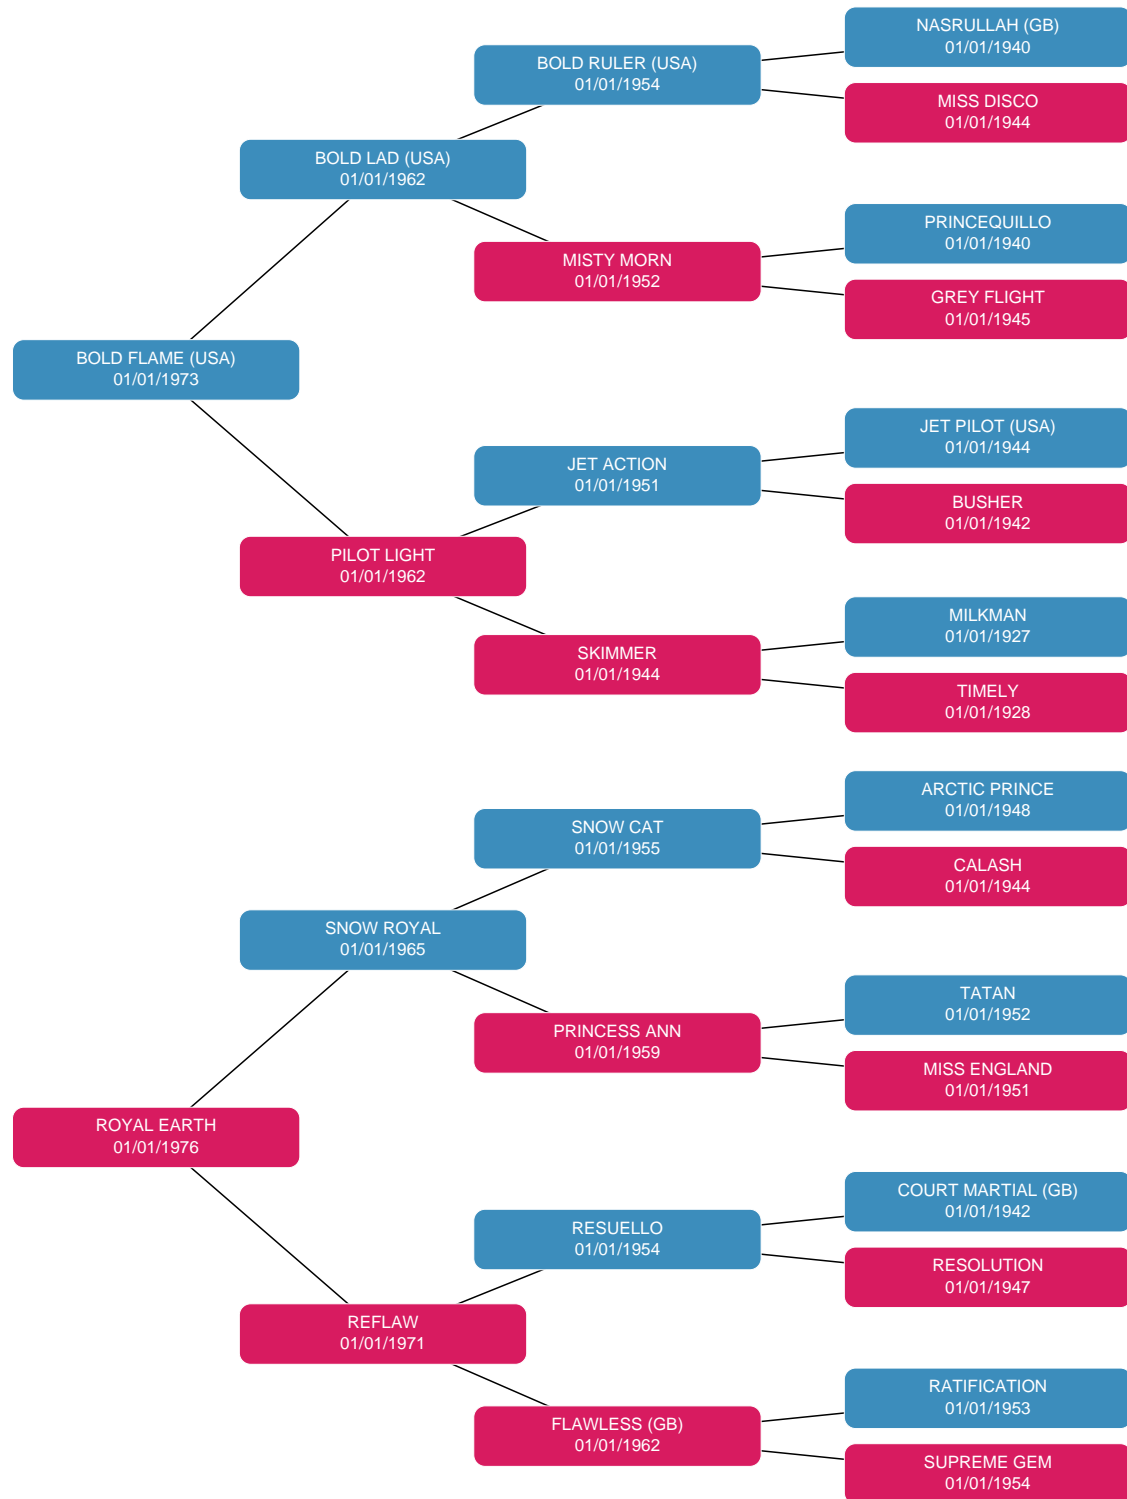 NASRULLAH (GB)
01/01/1940
BOLD RULER (USA)
01/01/1954
MISS DISCO
01/01/1944
BOLD LAD (USA)
01/01/1962
PRINCEQUILLO
01/01/1940
MISTY MORN
01/01/1952
GREY FLIGHT
01/01/1945
BOLD FLAME (USA)
01/01/1973
JET PILOT (USA)
01/01/1944
JET ACTION
01/01/1951
BUSHER
01/01/1942
PILOT LIGHT
01/01/1962
MILKMAN
01/01/1927
SKIMMER
01/01/1944
TIMELY
01/01/1928
ARCTIC PRINCE
01/01/1948
SNOW CAT
01/01/1955
CALASH
01/01/1944
SNOW ROYAL
01/01/1965
TATAN
01/01/1952
PRINCESS ANN
01/01/1959
MISS ENGLAND
01/01/1951
ROYAL EARTH
01/01/1976
COURT MARTIAL (GB)
01/01/1942
RESUELLO
01/01/1954
RESOLUTION
01/01/1947
REFLAW
01/01/1971
RATIFICATION
01/01/1953
FLAWLESS (GB)
01/01/1962
SUPREME GEM
01/01/1954